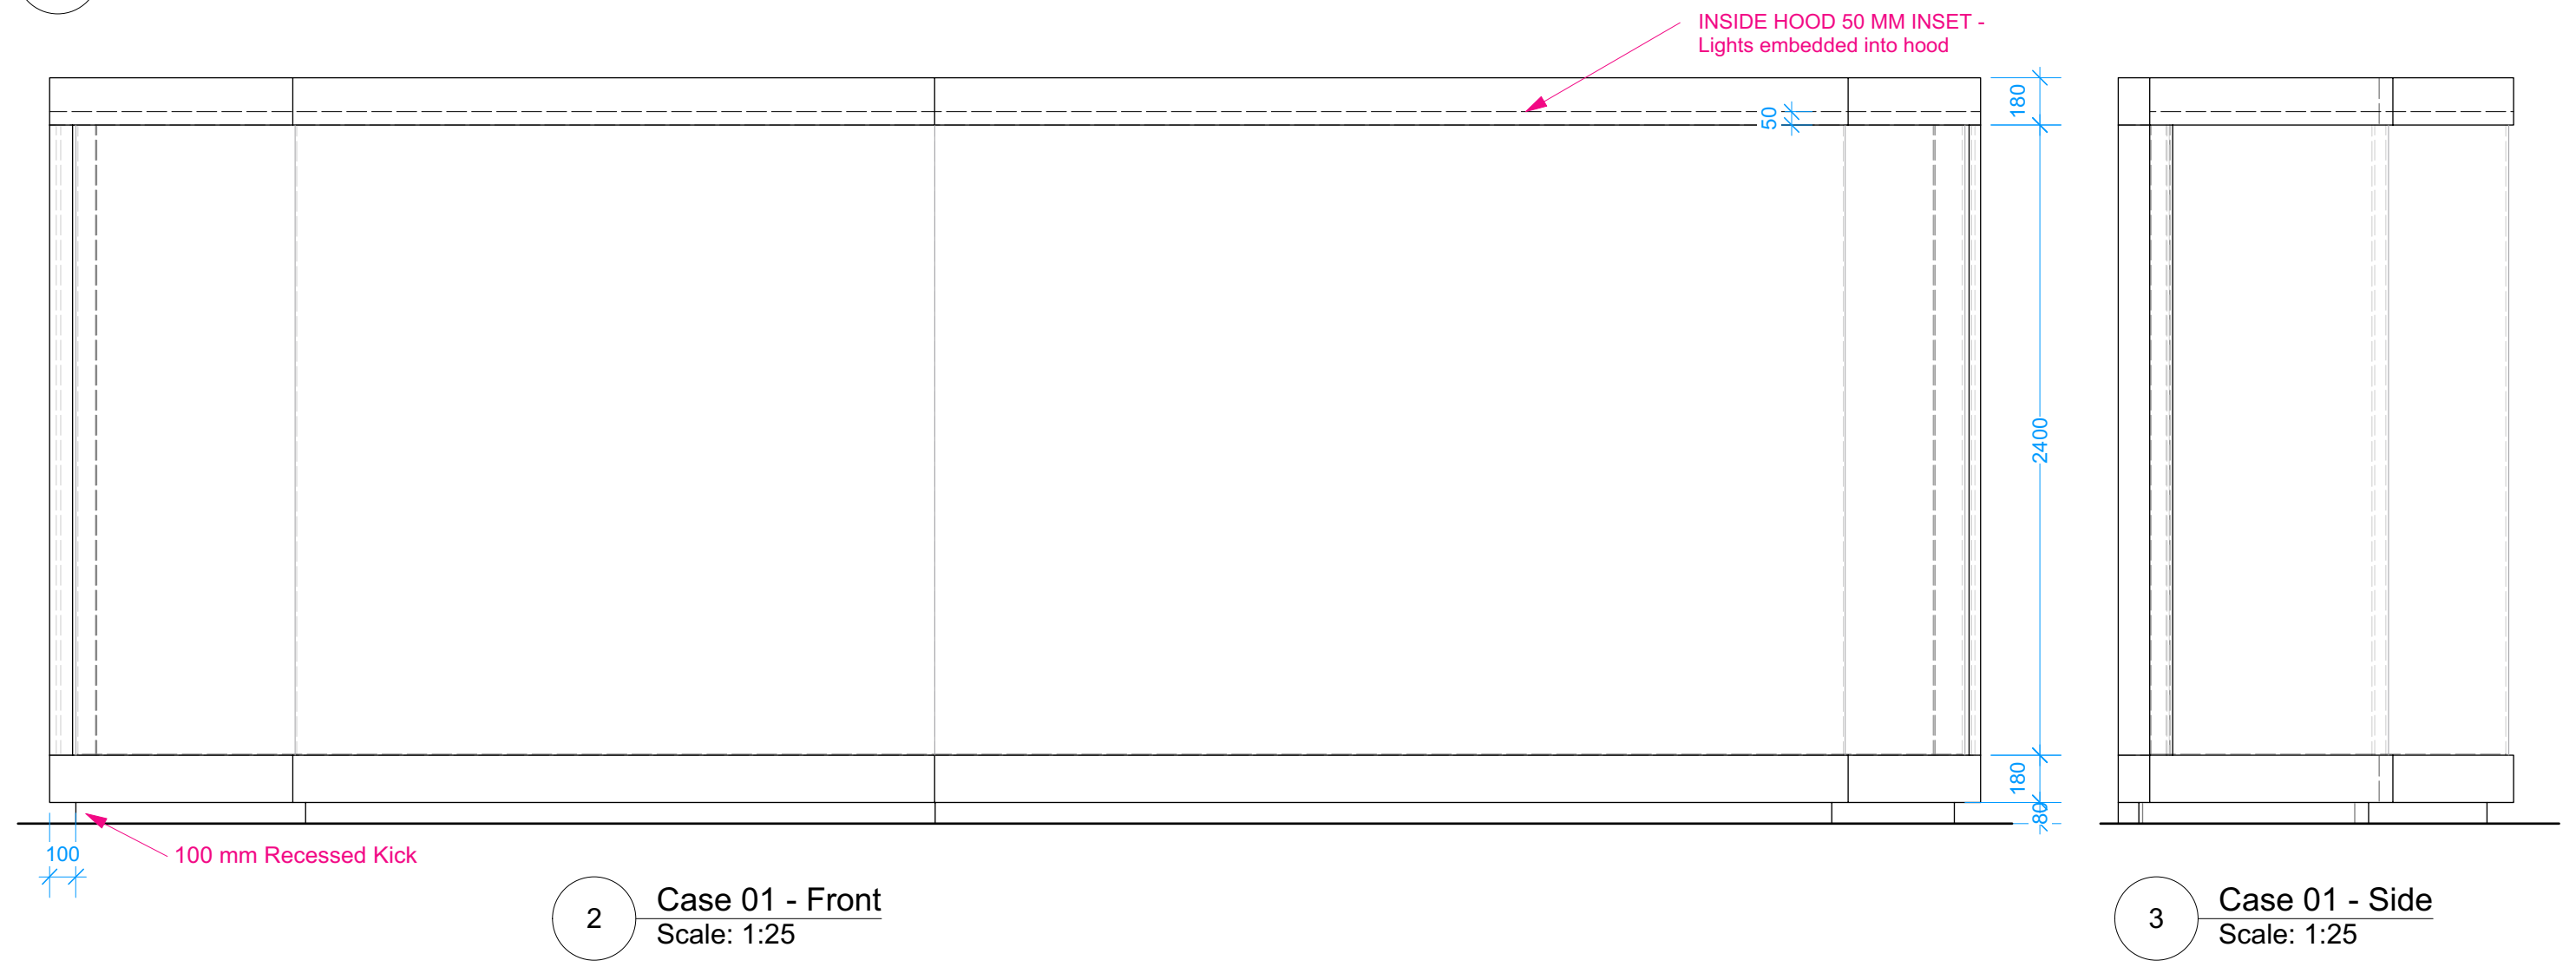 INSIDE HOOD 50 MM INSET -
Lights embedded into hood
180
50
2400
180
80
100
100 mm Recessed Kick
2
Case 01 - Front
Scale: 1:25
3
Case 01 - Side
Scale: 1:25